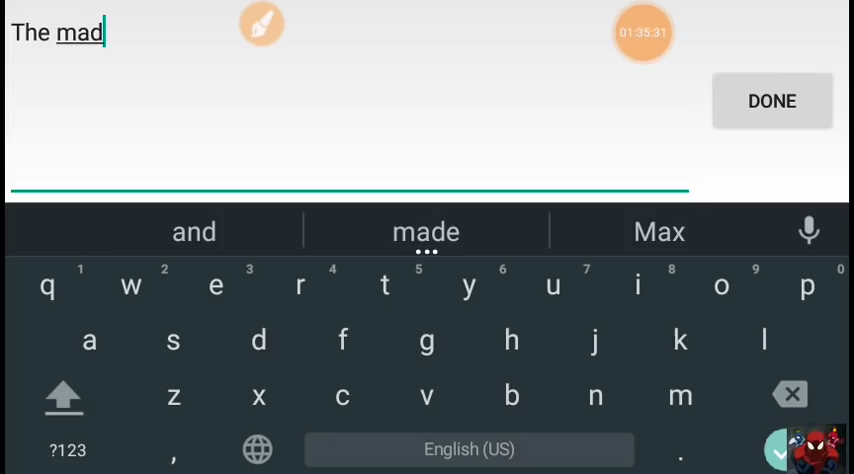 The mad
01:35:31
DONE
and made Max
1 2 3 4 5 6 7 8 9 0
q w e r t y u i o p
a s d f g h j k l
z x c v b n m
?123 , English (US) .